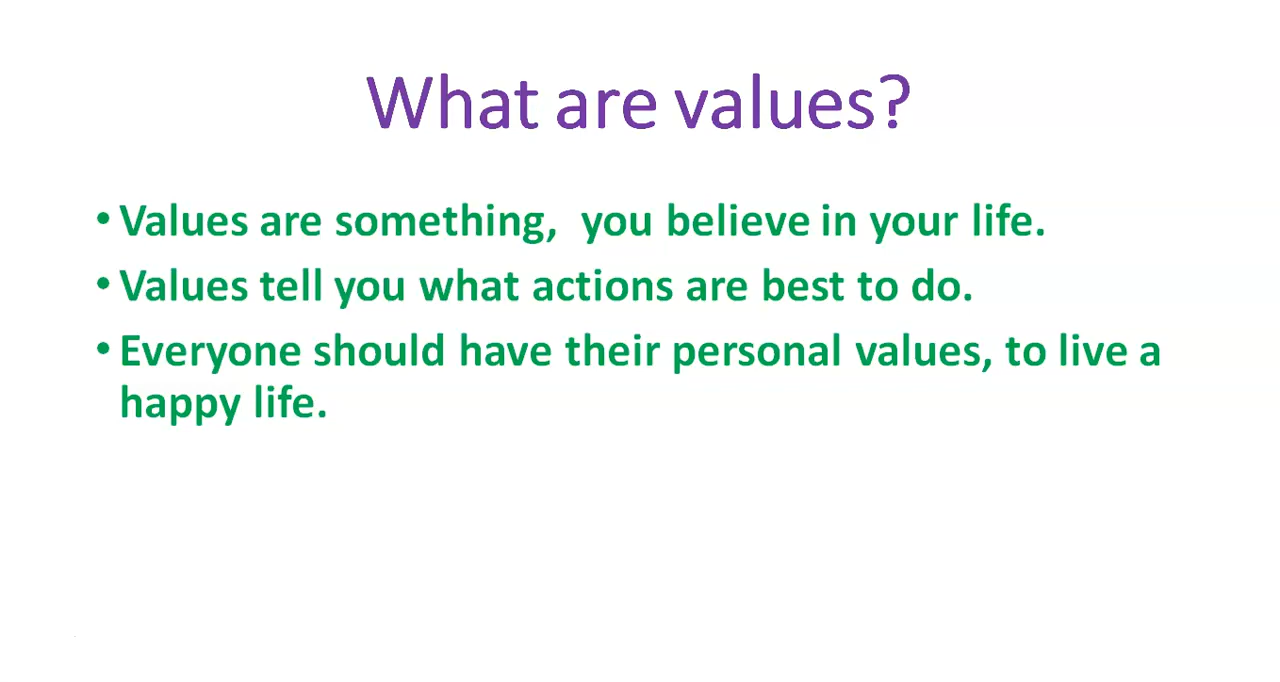 What are values?
• Values are something,  you believe in your life.
• Values tell you what actions are best to do.
• Everyone should have their personal values, to live a
happy life.